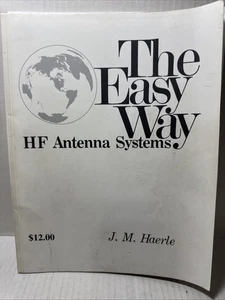 The
Easy
Way
HF Antenna Systems
$12.00
J. M. Haerle